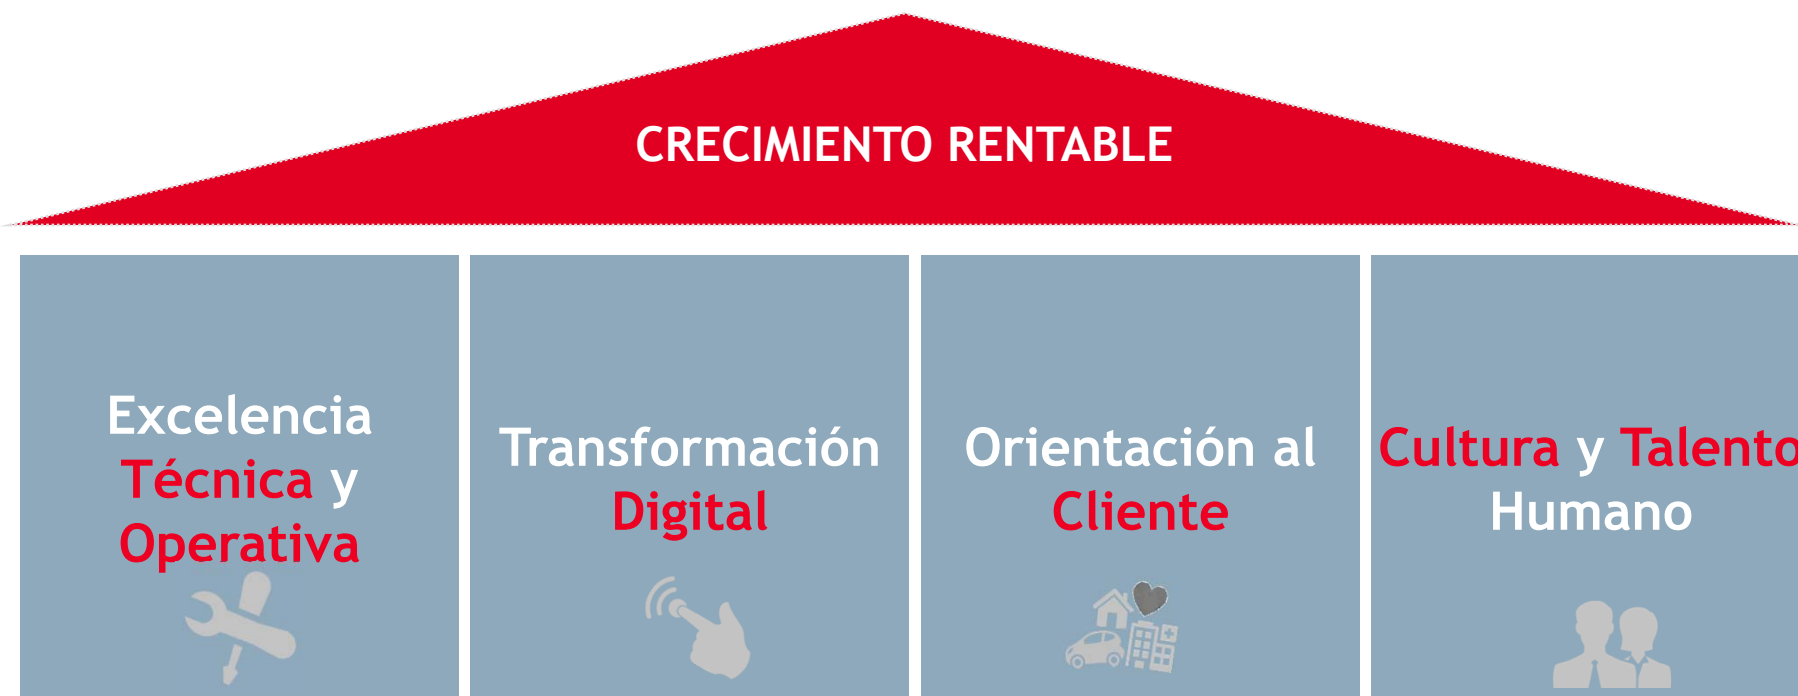 CRECIMIENTO RENTABLE
Excelencia
Técnica y
Operativa
Transformación
Digital
Orientación al
Cliente
Cultura y Talento
Humano